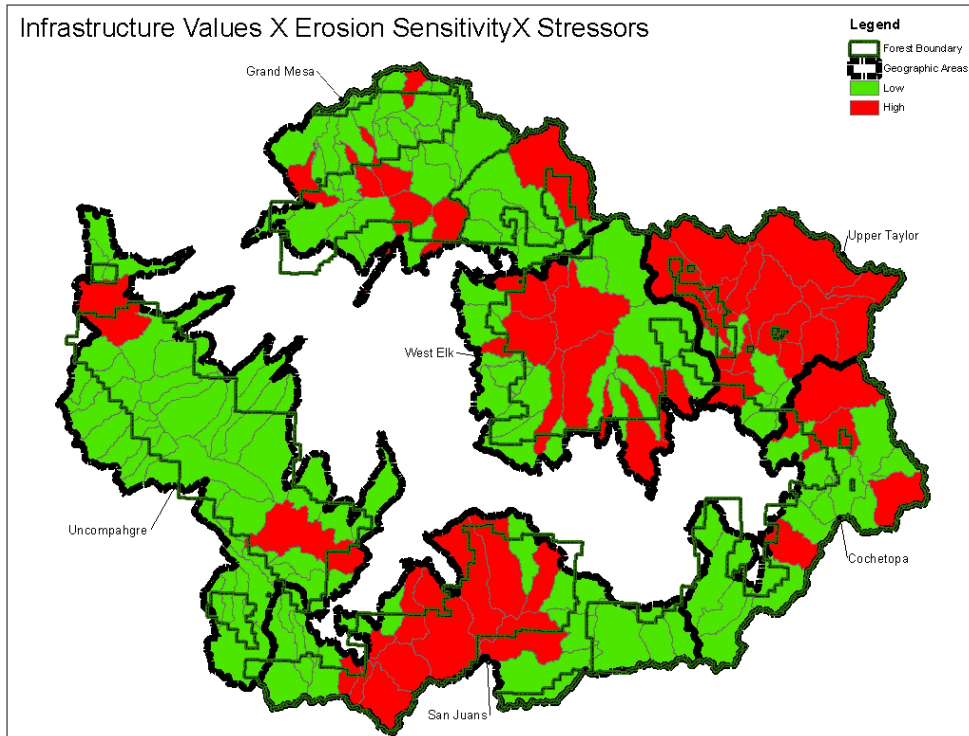 Infrastructure Values X Erosion SensitivityX Stressors
Legend
Forest Boundary
Geographic Areas
Low
High
Grand Mesa
Upper Taylor
West Elk
Uncompahgre
Cochetopa
San Juans